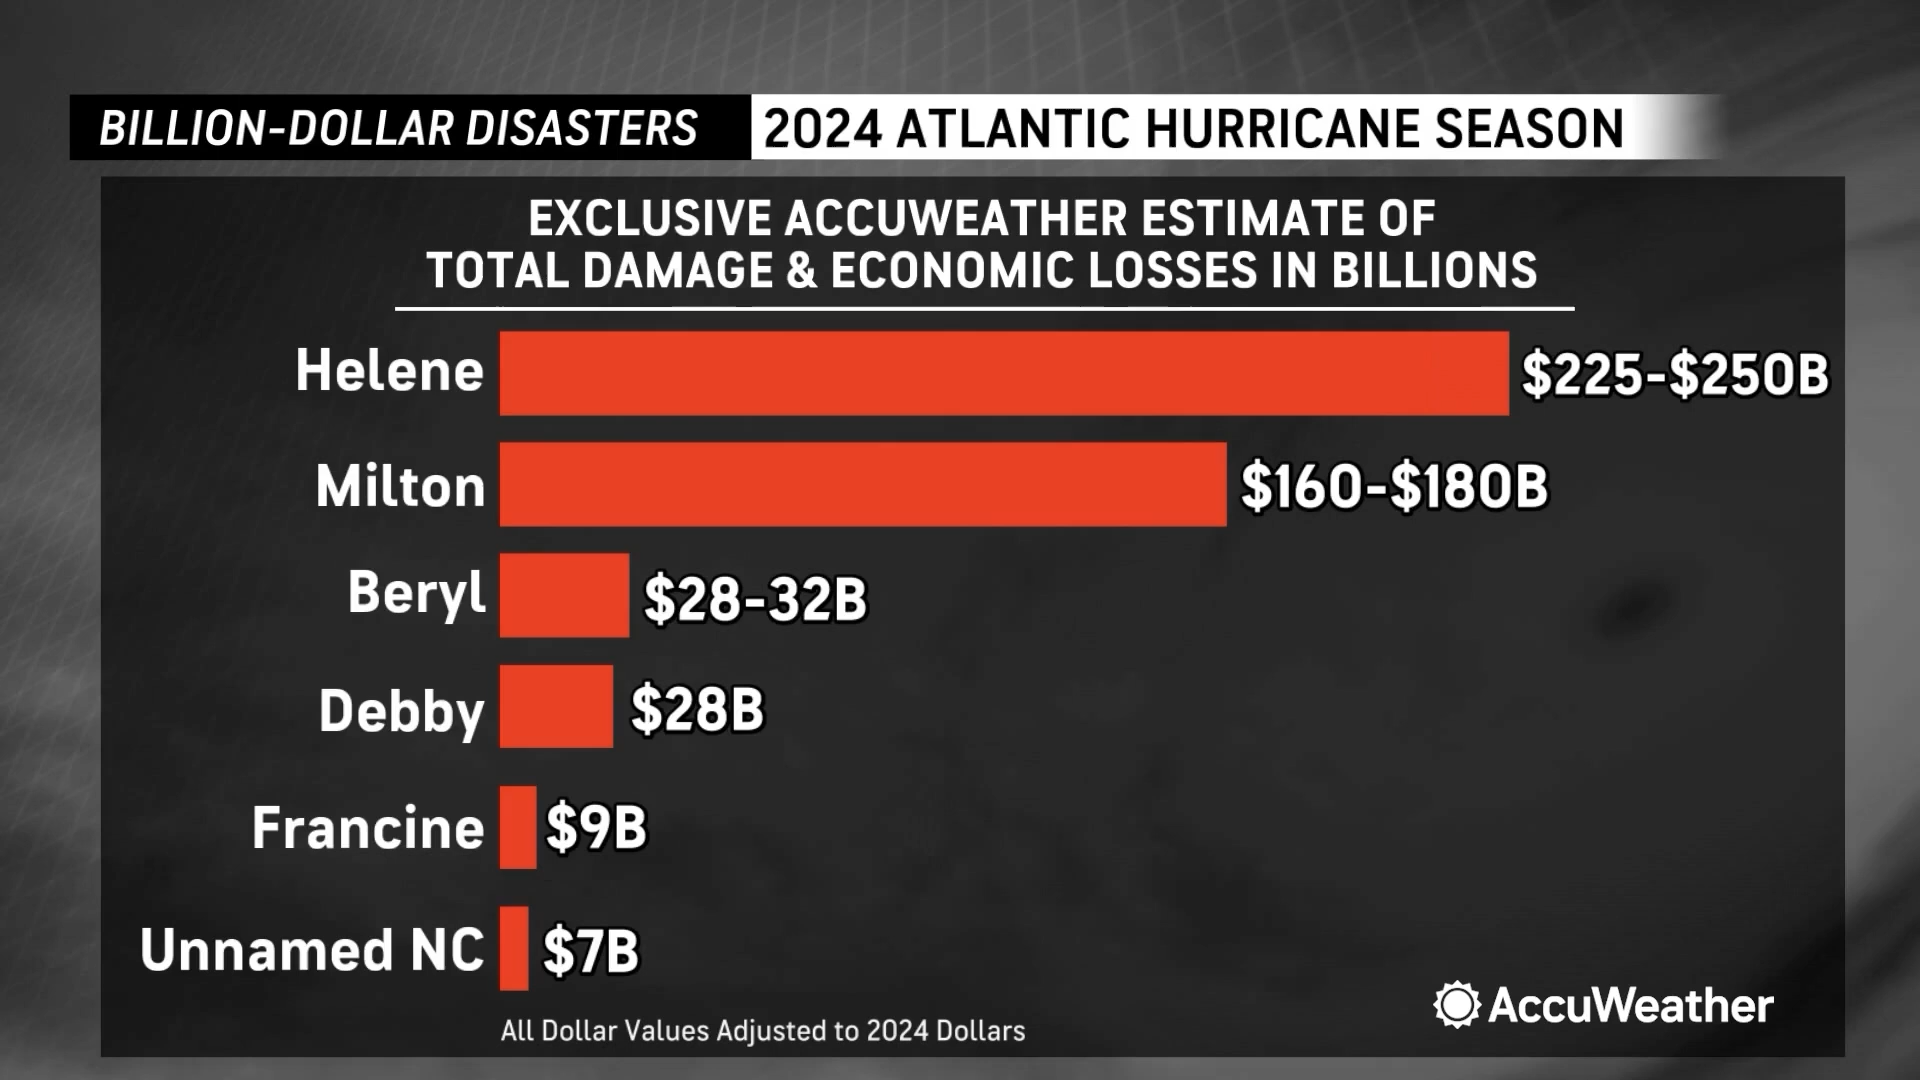 BILLION-DOLLAR DISASTERS 2024 ATLANTIC HURRICANE SEASON
EXCLUSIVE ACCUWEATHER ESTIMATE OF
TOTAL DAMAGE & ECONOMIC LOSSES IN BILLIONS
Helene $225-$250B
Milton $160-$180B
Beryl $28-32B
Debby $28B
Francine $9B
Unnamed NC $7B
All Dollar Values Adjusted to 2024 Dollars
AccuWeather